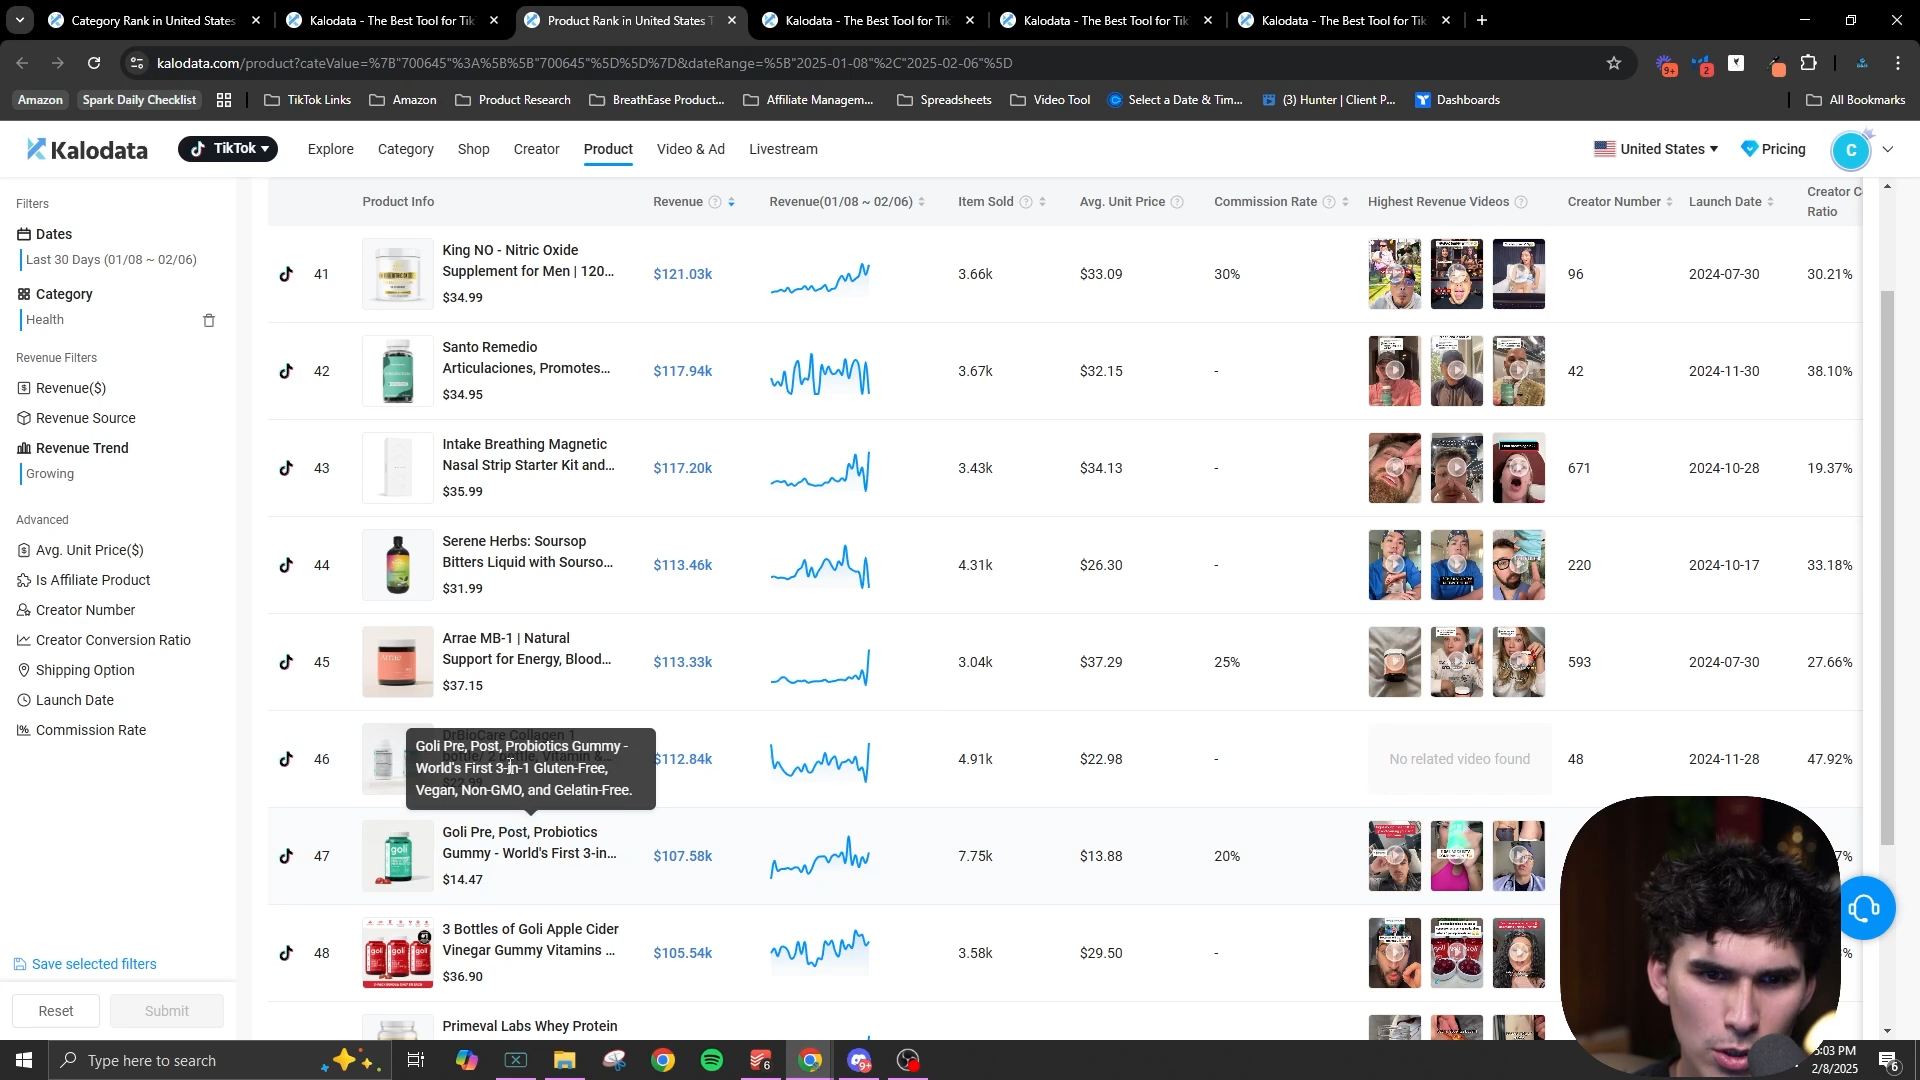 Category Rank in United States
Kalodata - The Best Tool for Tik
Product Rank in United States T
Kalodata - The Best Tool for Tik
Kalodata - The Best Tool for Tik
Kalodata - The Best Tool for Tik
kalodata.com/product?cateValue=%7B"700645"%3A%5B%5B"700645"%5D%5D%7D&dateRange=%5B"2025-01-08"%2C"2025-02-06"%5D
9+
2
Amazon
Spark Daily Checklist
TikTok Links
Amazon
Product Research
BreathEase Product...
Affiliate Managem...
Spreadsheets
Video Tool
Select a Date & Tim...
(3) Hunter | Client P...
Dashboards
All Bookmarks
Kalodata
TikTok
Explore
Category
Shop
Creator
Product
Video & Ad
Livestream
United States
Pricing
C
Filters
Dates
Last 30 Days (01/08 ~ 02/06)
Category
Health
Revenue Filters
Revenue($)
Revenue Source
Revenue Trend
Growing
Advanced
Avg. Unit Price($)
Is Affiliate Product
Creator Number
Creator Conversion Ratio
Shipping Option
Launch Date
Commission Rate
Save selected filters
Reset
Submit
Product Info
Revenue
Revenue(01/08 ~ 02/06)
Item Sold
Avg. Unit Price
Commission Rate
Highest Revenue Videos
Creator Number
Launch Date
Creator C
Ratio
41
King NO - Nitric Oxide
Supplement for Men | 120...
$34.99
$121.03k
3.66k
$33.09
30%
96
2024-07-30
30.21%
42
Santo Remedio
Articulaciones, Promotes...
$34.95
$117.94k
3.67k
$32.15
-
42
2024-11-30
38.10%
43
Intake Breathing Magnetic
Nasal Strip Starter Kit and...
$35.99
$117.20k
3.43k
$34.13
-
671
2024-10-28
19.37%
44
Serene Herbs: Soursop
Bitters Liquid with Sourso...
$31.99
$113.46k
4.31k
$26.30
-
220
2024-10-17
33.18%
45
Arrae MB-1 | Natural
Support for Energy, Blood...
$37.15
$113.33k
3.04k
$37.29
25%
593
2024-07-30
27.66%
46
DrBioCare Collagen 1
$112.84k
4.91k
$22.98
-
No related video found
48
2024-11-28
47.92%
Goli Pre, Post, Probiotics Gummy -
World's First 3-in-1 Gluten-Free,
Vegan, Non-GMO, and Gelatin-Free.
47
Goli Pre, Post, Probiotics
Gummy - World's First 3-in...
$14.47
$107.58k
7.75k
$13.88
20%
7%
goli
48
3 Bottles of Goli Apple Cider
Vinegar Gummy Vitamins ...
$36.90
$105.54k
3.58k
$29.50
-
%
goli
Primeval Labs Whey Protein
Type here to search
6
9+
5:03 PM
2/8/2025
6